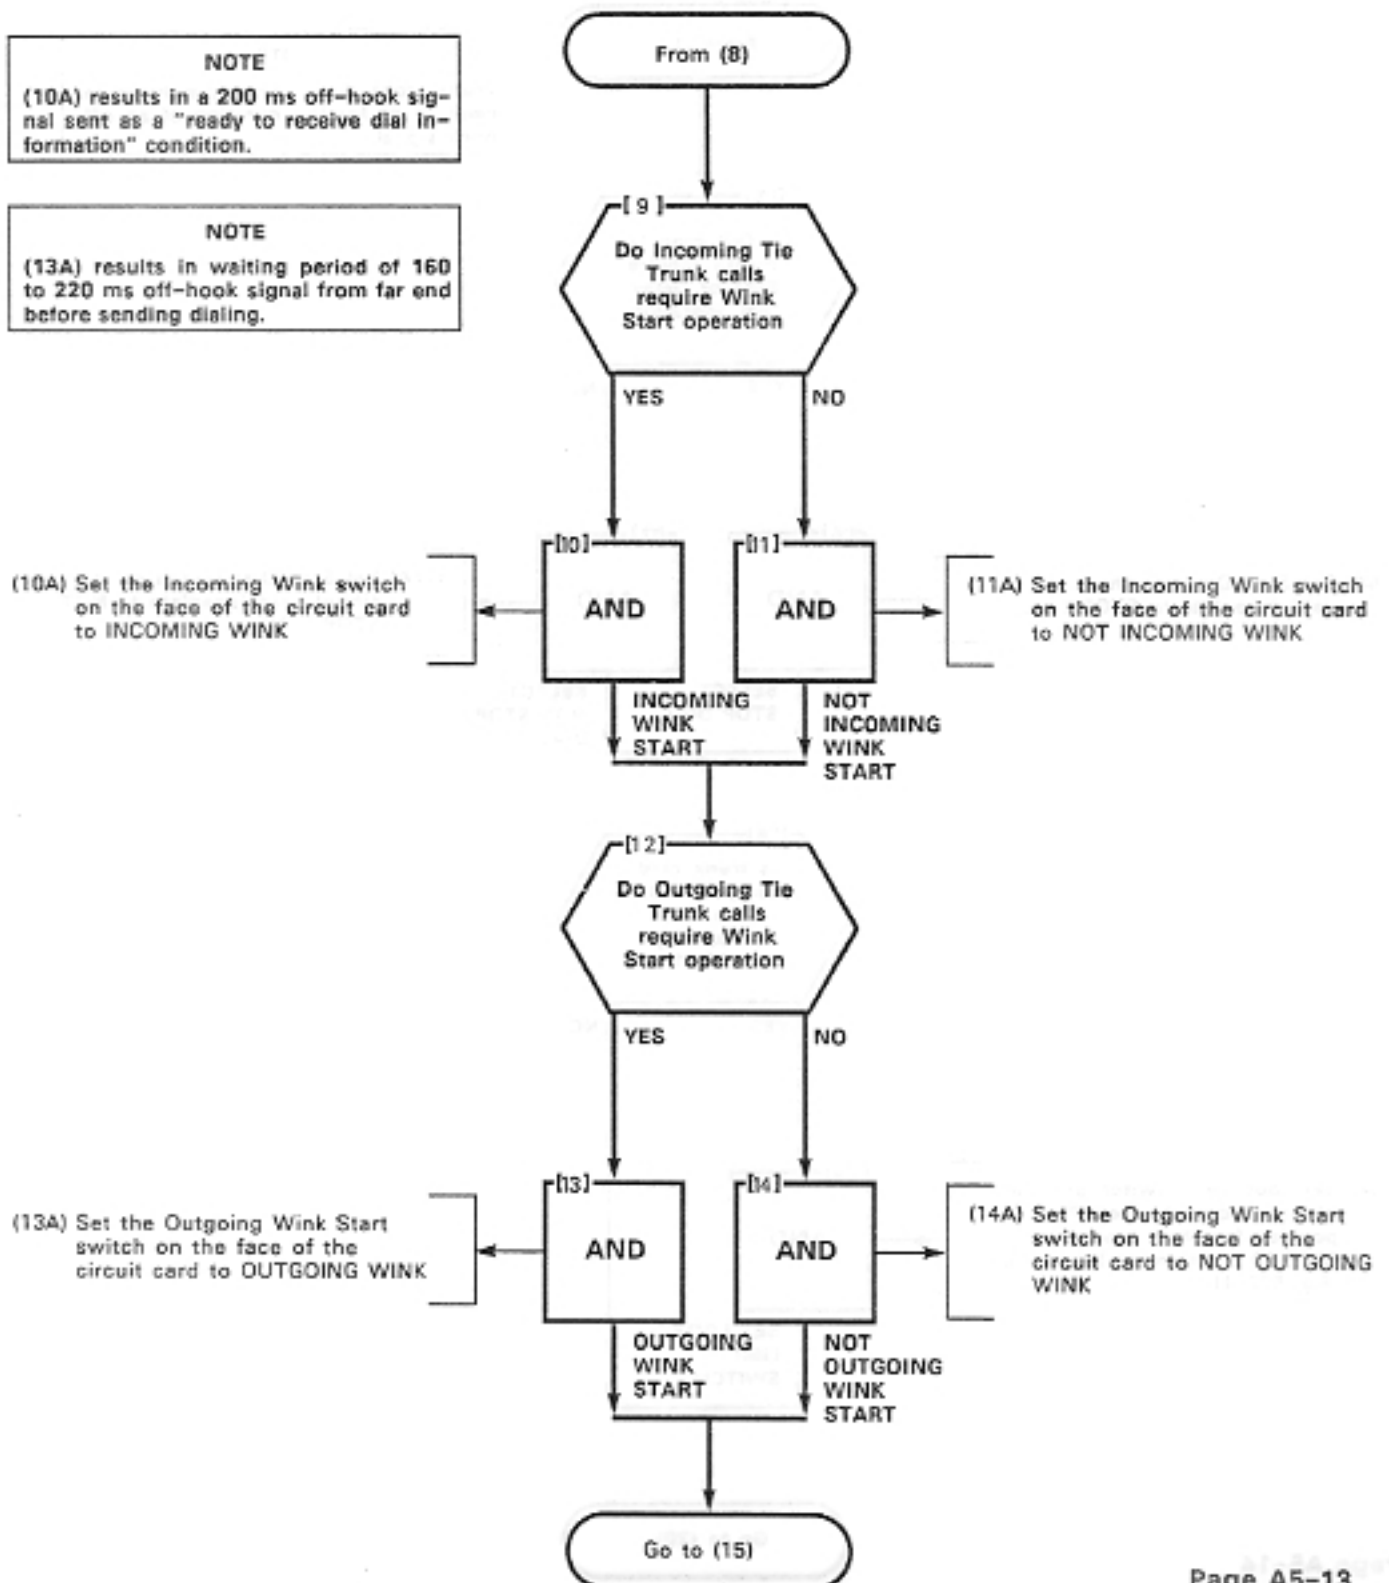 From (8)
NOTE
(10A) results in a 200 ms off-hook sig-
nal sent as a "ready to receive dial in-
formation" condition.
NOTE
(13A) results in waiting period of 160
to 220 ms off-hook signal from far end
before sending dialing.
[9]
Do Incoming Tie
Trunk calls
require Wink
Start operation
YES
NO
[10]
AND
[11]
AND
(10A) Set the Incoming Wink switch
on the face of the circuit card
to INCOMING WINK
(11A) Set the Incoming Wink switch
on the face of the circuit card
to NOT INCOMING WINK
INCOMING
WINK
START
NOT
INCOMING
WINK
START
[12]
Do Outgoing Tie
Trunk calls
require Wink
Start operation
YES
NO
[13]
AND
[14]
AND
(13A) Set the Outgoing Wink Start
switch on the face of the
circuit card to OUTGOING WINK
(14A) Set the Outgoing Wink Start
switch on the face of the
circuit card to NOT OUTGOING
WINK
OUTGOING
WINK
START
NOT
OUTGOING
WINK
START
Go to (15)
Page A5-13